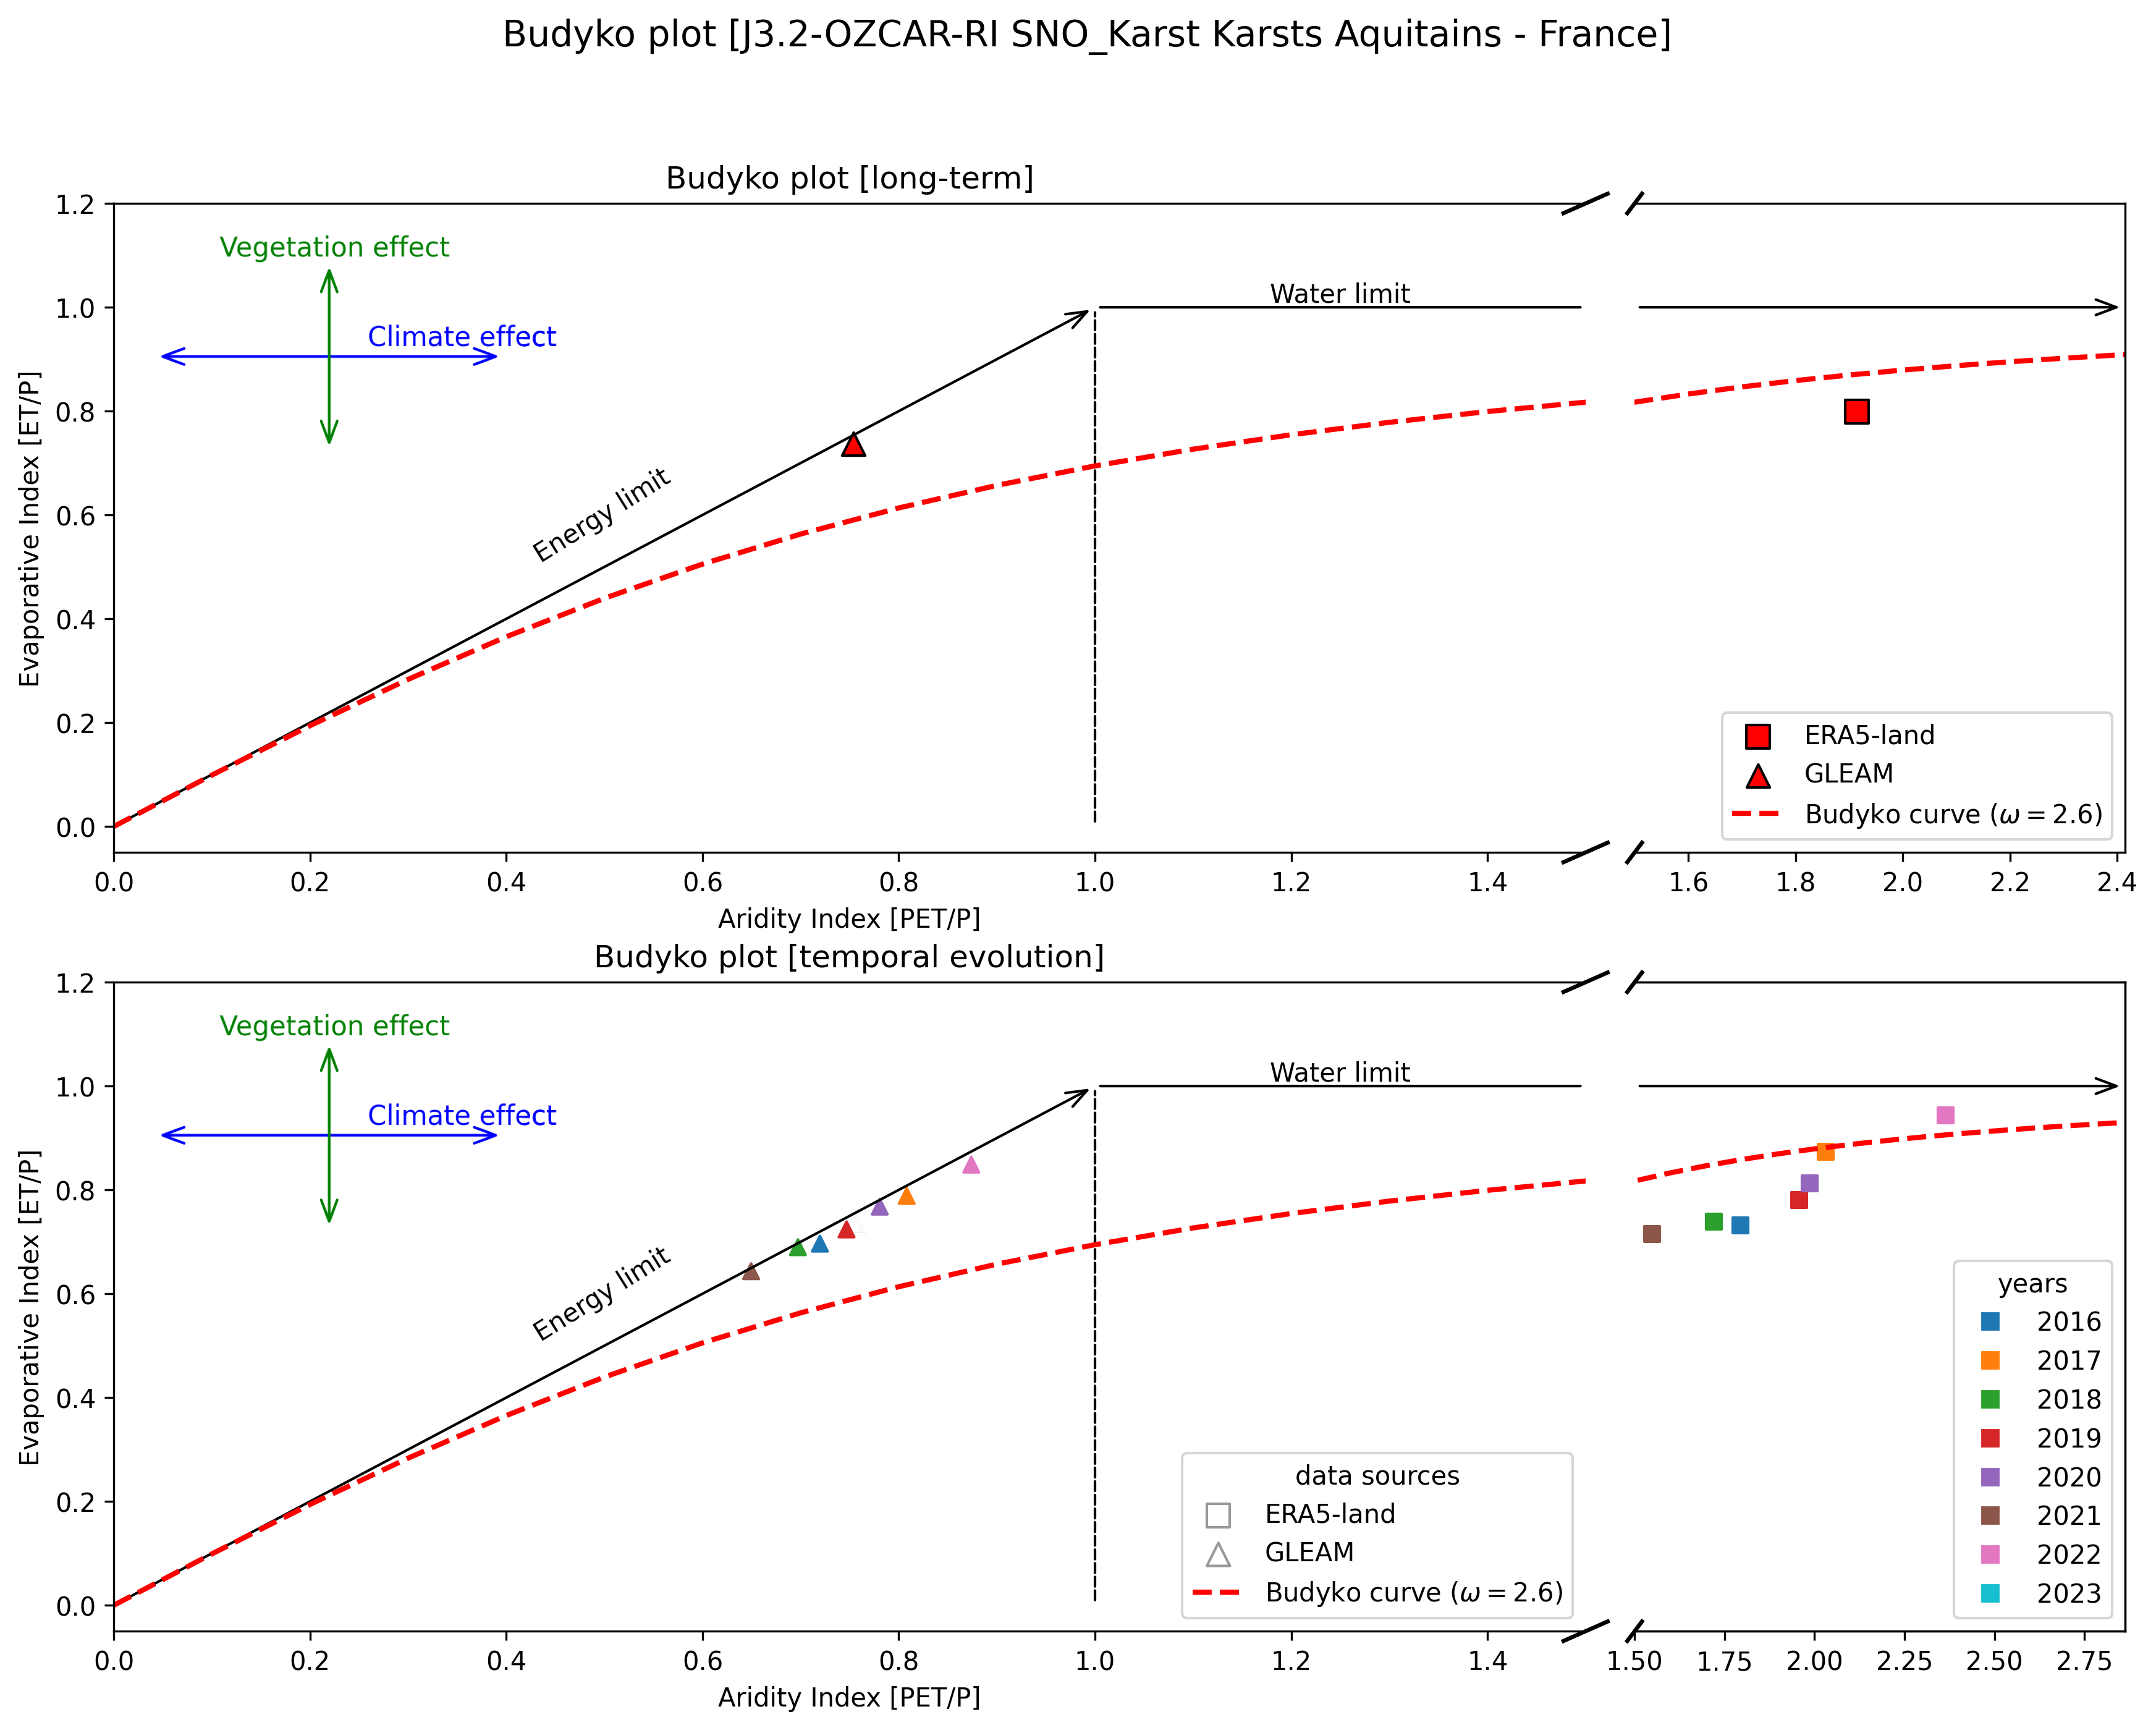 Budyko plot [J3.2-OZCAR-RI SNO_Karst Karsts Aquitains - France]
Budyko plot [long-term]
Evaporative Index [ET/P]
1.2
1.0
0.8
0.6
0.4
0.2
0.0
Vegetation effect
Climate effect
Energy limit
Water limit
ERA5-land
GLEAM
Budyko curve (ω = 2.6)
0.0 0.2 0.4 0.6 0.8 1.0 1.2 1.4 1.6 1.8 2.0 2.2 2.4
Aridity Index [PET/P]
Budyko plot [temporal evolution]
Evaporative Index [ET/P]
1.2
1.0
0.8
0.6
0.4
0.2
0.0
Vegetation effect
Climate effect
Energy limit
Water limit
data sources
ERA5-land
GLEAM
Budyko curve (ω = 2.6)
years
2016
2017
2018
2019
2020
2021
2022
2023
0.0 0.2 0.4 0.6 0.8 1.0 1.2 1.4 1.50 1.75 2.00 2.25 2.50 2.75
Aridity Index [PET/P]